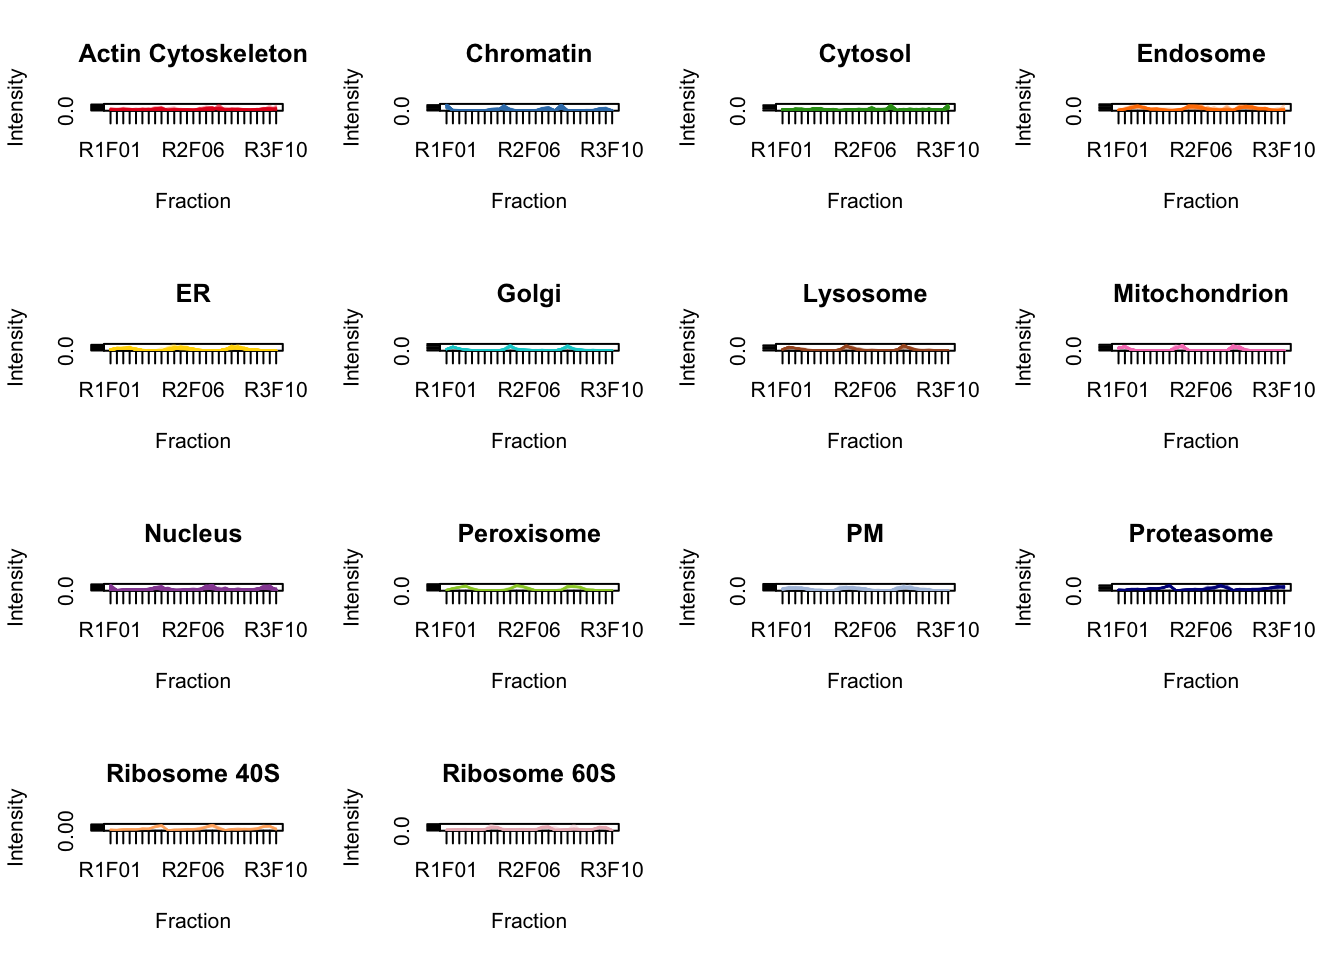 Actin Cytoskeleton
Intensity
0.0
R1F01 R2F06 R3F10
Fraction
Chromatin
Intensity
0.0
R1F01 R2F06 R3F10
Fraction
Cytosol
Intensity
0.0
R1F01 R2F06 R3F10
Fraction
Endosome
Intensity
0.0
R1F01 R2F06 R3F10
Fraction
ER
Intensity
0.0
R1F01 R2F06 R3F10
Fraction
Golgi
Intensity
0.0
R1F01 R2F06 R3F10
Fraction
Lysosome
Intensity
0.0
R1F01 R2F06 R3F10
Fraction
Mitochondrion
Intensity
0.0
R1F01 R2F06 R3F10
Fraction
Nucleus
Intensity
0.0
R1F01 R2F06 R3F10
Fraction
Peroxisome
Intensity
0.0
R1F01 R2F06 R3F10
Fraction
PM
Intensity
0.0
R1F01 R2F06 R3F10
Fraction
Proteasome
Intensity
0.0
R1F01 R2F06 R3F10
Fraction
Ribosome 40S
Intensity
0.00
R1F01 R2F06 R3F10
Fraction
Ribosome 60S
Intensity
0.0
R1F01 R2F06 R3F10
Fraction